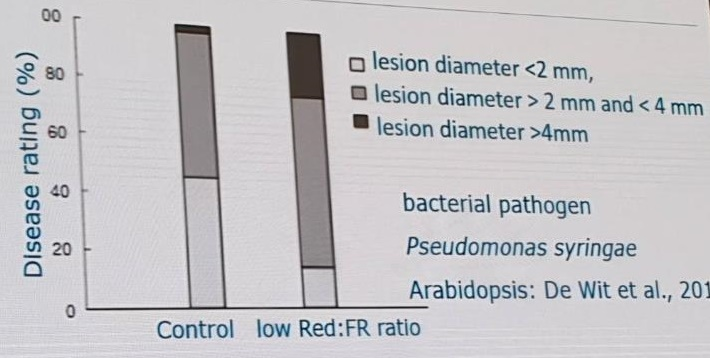 00
80
60
40
20
0
Disease rating (%)
Control
low Red:FR ratio
lesion diameter <2 mm,
lesion diameter > 2 mm and < 4 mm
lesion diameter >4mm
bacterial pathogen
Pseudomonas syringae
Arabidopsis: De Wit et al., 201